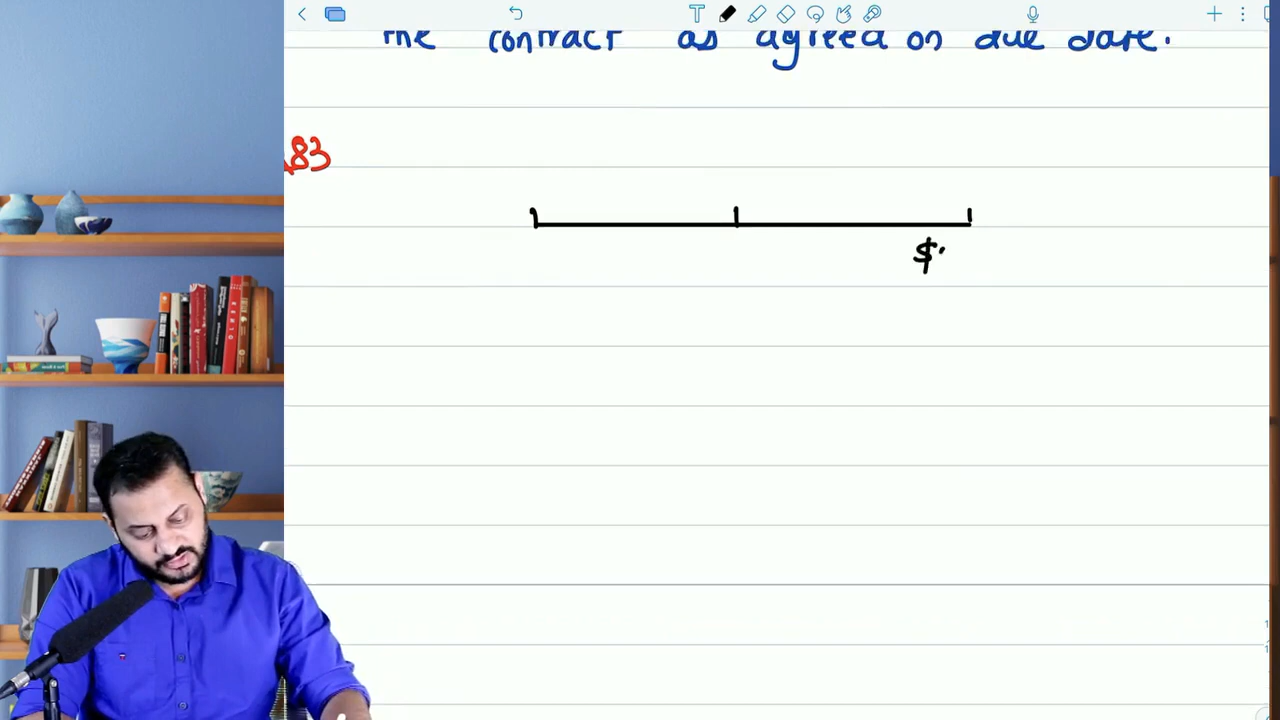 the contract as agreed on due date.
83
$